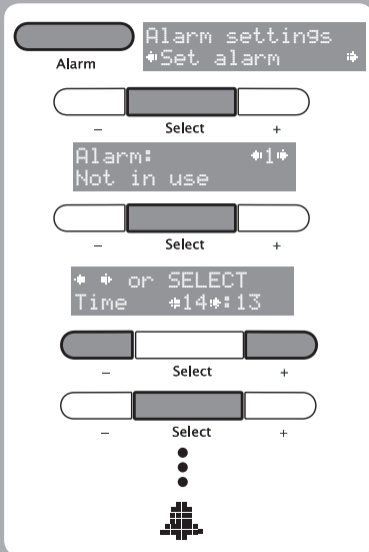 Alarm settings
Set alarm
Alarm
– Select +
Alarm: 1
Not in use
– Select +
or SELECT
Time 14:13
– Select +
– Select +